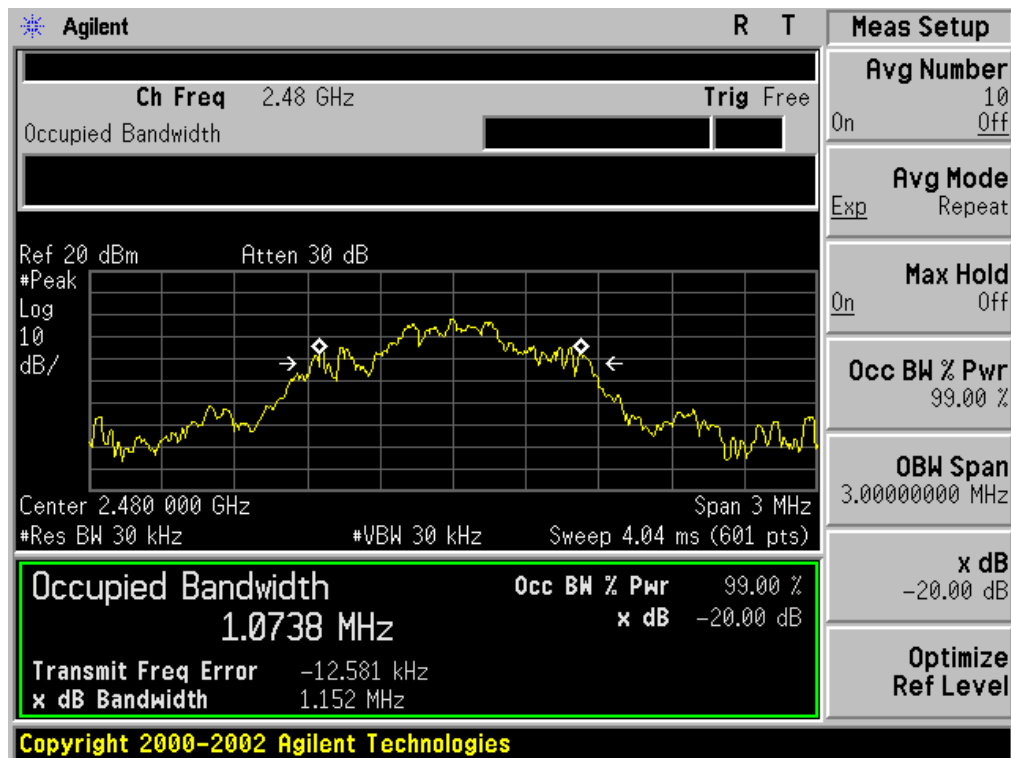 Agilent R T
Ch Freq 2.48 GHz Trig Free
Occupied Bandwidth
Ref 20 dBm Atten 30 dB
#Peak
Log
10
dB/
Center 2.480 000 GHz Span 3 MHz
#Res BW 30 kHz #VBW 30 kHz Sweep 4.04 ms (601 pts)
Occupied Bandwidth Occ BW % Pwr 99.00 %
1.0738 MHz x dB -20.00 dB
Transmit Freq Error -12.581 kHz
x dB Bandwidth 1.152 MHz
Copyright 2000-2002 Agilent Technologies
Meas Setup
Avg Number
10
On Off
Avg Mode
Exp Repeat
Max Hold
On Off
Occ BW % Pwr
99.00 %
OBW Span
3.00000000 MHz
x dB
-20.00 dB
Optimize
Ref Level